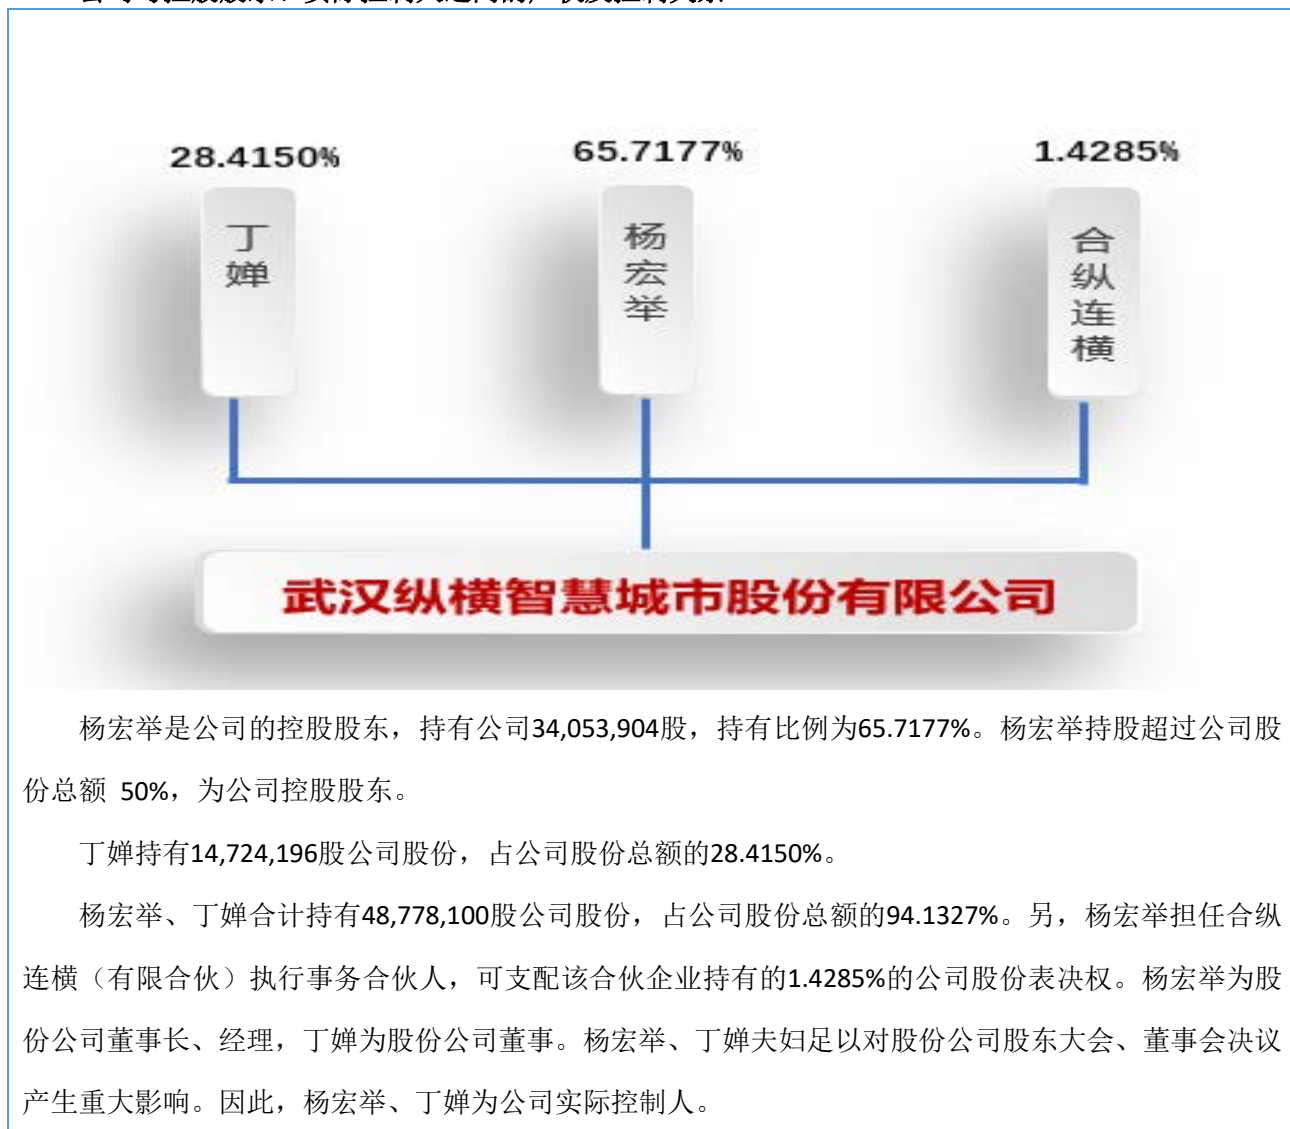 28.4150%
65.7177%
1.4285%
丁婵
杨宏举
合纵连横
武汉纵横智慧城市股份有限公司
杨宏举是公司的控股股东，持有公司34,053,904股，持有比例为65.7177%。杨宏举持股超过公司股
份总额 50%，为公司控股股东。
丁婵持有14,724,196股公司股份，占公司股份总额的28.4150%。
杨宏举、丁婵合计持有48,778,100股公司股份，占公司股份总额的94.1327%。另，杨宏举担任合纵
连横（有限合伙）执行事务合伙人，可支配该合伙企业持有的1.4285%的公司股份表决权。杨宏举为股
份公司董事长、经理，丁婵为股份公司董事。杨宏举、丁婵夫妇足以对股份公司股东大会、董事会决议
产生重大影响。因此，杨宏举、丁婵为公司实际控制人。